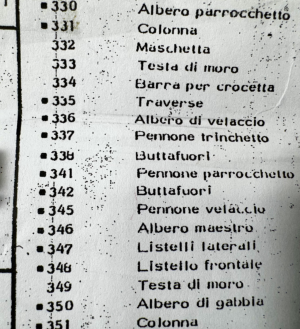 ▪ 330 Albero parrocchetto
▪ 331 Colonna
332 Maschetta
333 Testa di moro
334 Barra per crocetta
▪ 335 Traverse
▪ 336 Albero di velaccio
▪ 337 Pennone trinchetto
▪ 338 Buttafuori
▪ 341 Pennone parrocchetto
▪ 342 Buttafuori
▪ 345 Pennone velaccio
▪ 346 Albero maestro
▪ 347 Listelli laterali
▪ 348 Listello frontale
349 Testa di moro
▪ 350 Albero di gabbia
▪ 351 Colonna